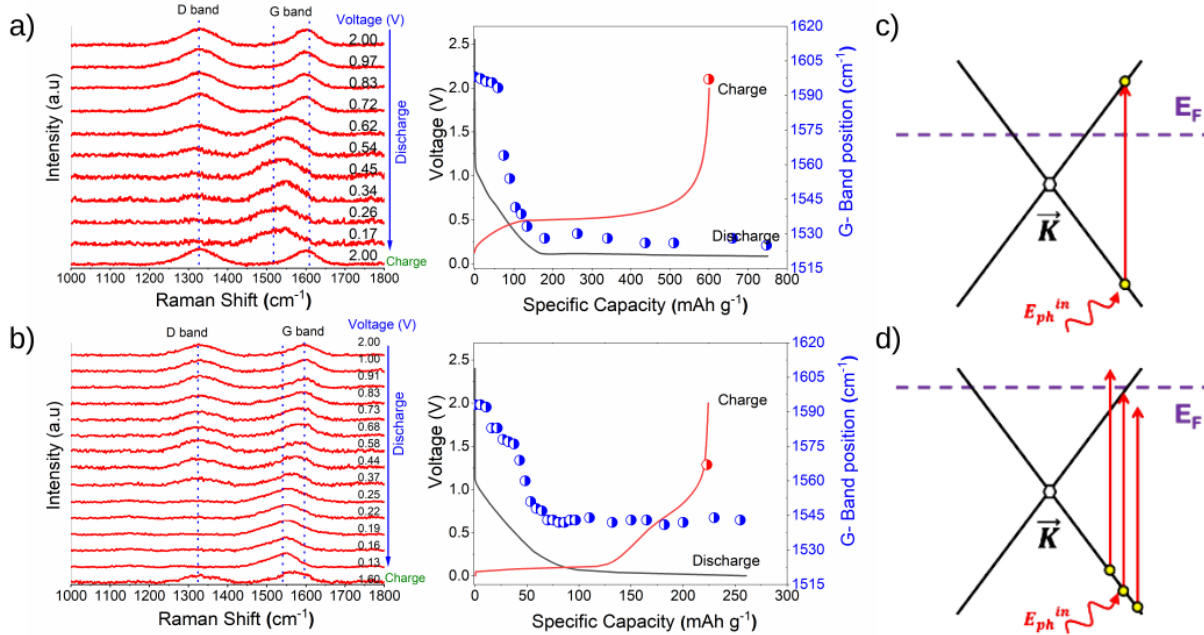 a)
D band
G band
Voltage (V)
2.00
0.97
0.83
0.72
0.62
0.54
0.45
0.34
0.26
0.17
2.00
Discharge
Charge
Intensity (a.u)
1000 1100 1200 1300 1400 1500 1600 1700 1800
Raman Shift (cm-1)
2.5
2.0
1.5
1.0
0.5
0.0
Voltage (V)
Charge
Discharge
1620
1605
1590
1575
1560
1545
1530
1515
G- Band position (cm-1)
0 100 200 300 400 500 600 700 800
Specific Capacity (mAh g-1)
c)
EF
K
Eph in
b)
D band
G band
Voltage (V)
2.00
1.00
0.91
0.83
0.73
0.68
0.58
0.44
0.37
0.25
0.22
0.19
0.16
0.13
1.60
Discharge
Charge
Intensity (a.u)
1000 1100 1200 1300 1400 1500 1600 1700 1800
Raman Shift (cm-1)
2.5
2.0
1.5
1.0
0.5
0.0
Voltage (V)
Charge
Discharge
1620
1605
1590
1575
1560
1545
1530
1515
G- Band position (cm-1)
0 50 100 150 200 250 300
Specific Capacity (mAh g-1)
d)
EF
K
Eph in